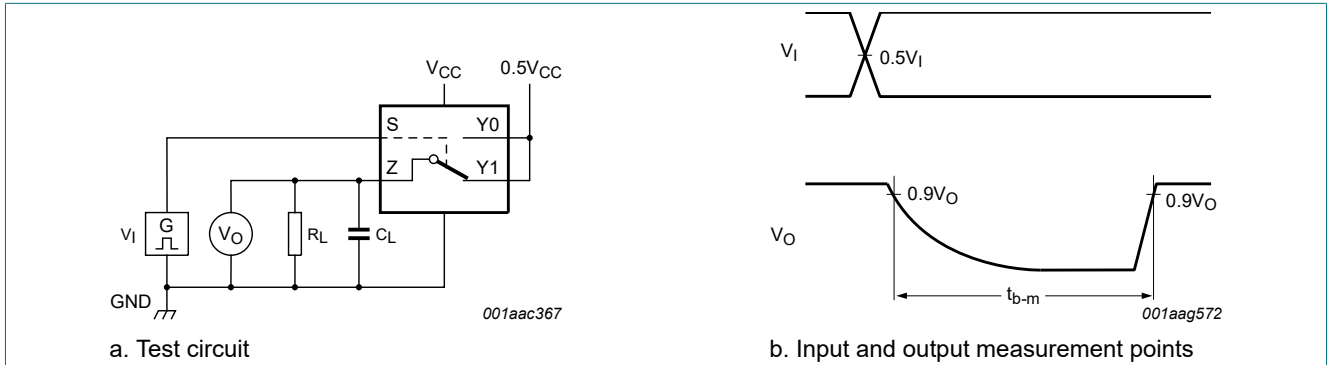 V_CC 0.5V_CC
S Y0
Z Y1
V_I G V_O R_L C_L
GND
001aac367
a. Test circuit
V_I 0.5V_I
0.9V_O 0.9V_O
V_O
t_b-m
001aag572
b. Input and output measurement points